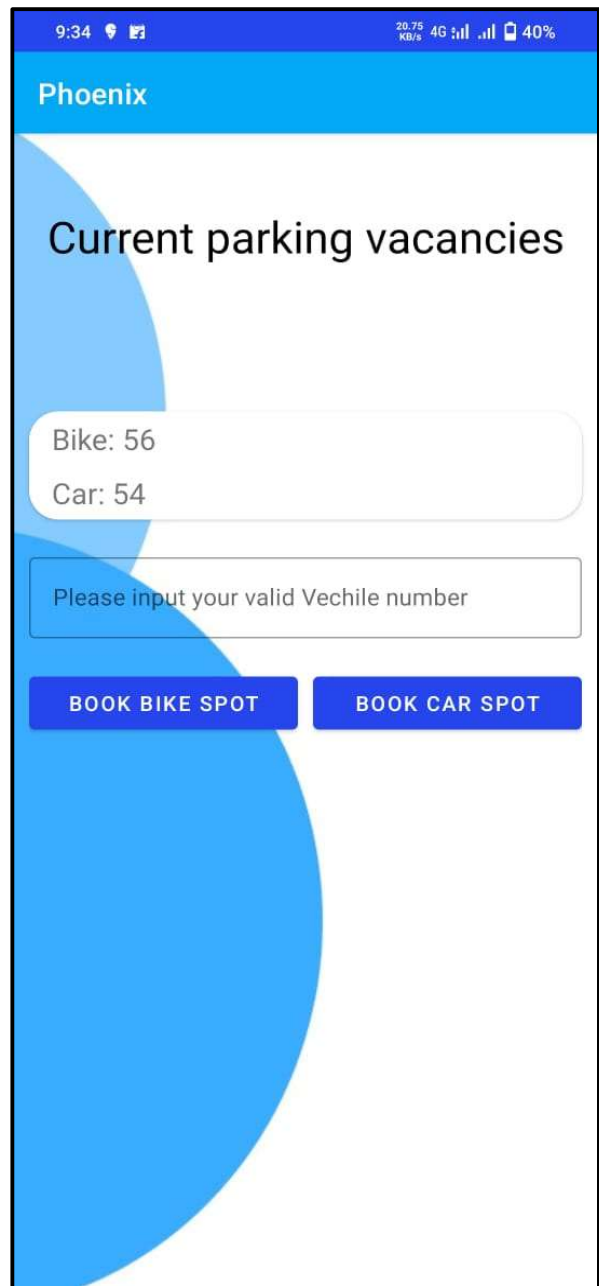 9:34 20.75 KB/s 4G 40%
Phoenix
Current parking vacancies
Bike: 56
Car: 54
Please input your valid Vechile number
BOOK BIKE SPOT BOOK CAR SPOT